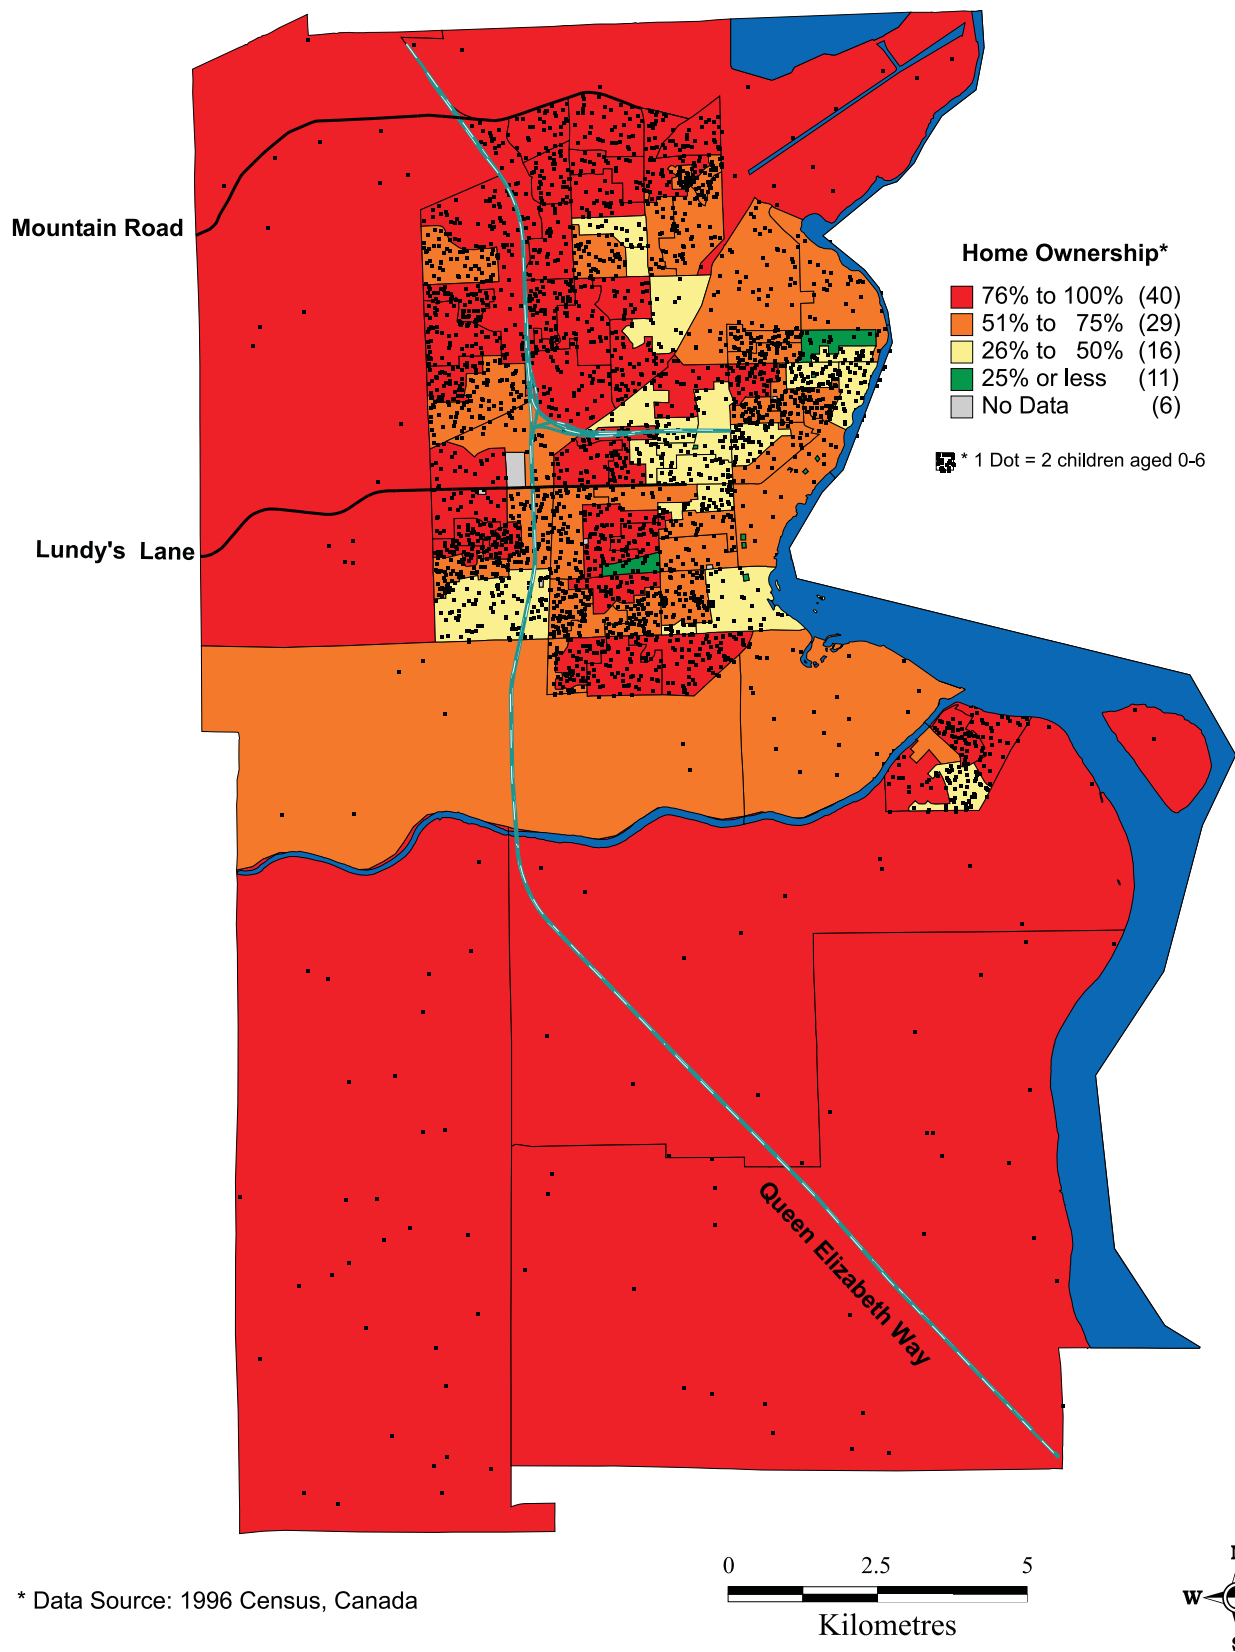 Mountain Road
Home Ownership*
76% to 100% (40)
51% to 75% (29)
26% to 50% (16)
25% or less (11)
No Data (6)
* 1 Dot = 2 children aged 0-6
Lundy's Lane
Queen Elizabeth Way
0 2.5 5
Kilometres
* Data Source: 1996 Census, Canada
W